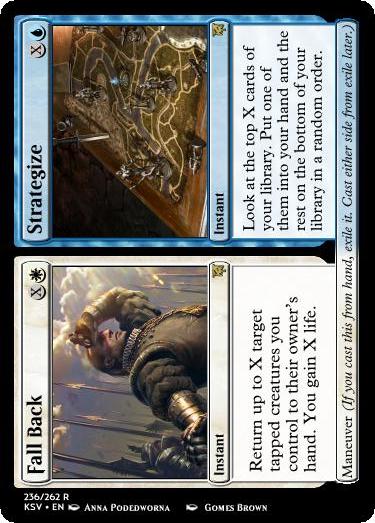 Fall Back
X
Instant
Return up to X target
tapped creatures you
control to their owner's
hand. You gain X life.
Strategize
X
Instant
Look at the top X cards of
your library. Put one of
them into your hand and the
rest on the bottom of your
library in a random order.
Maneuver (If you cast this from hand, exile it. Cast either side from exile later.)
236/262 R
KSV • EN Anna Podedworna Gomes Brown